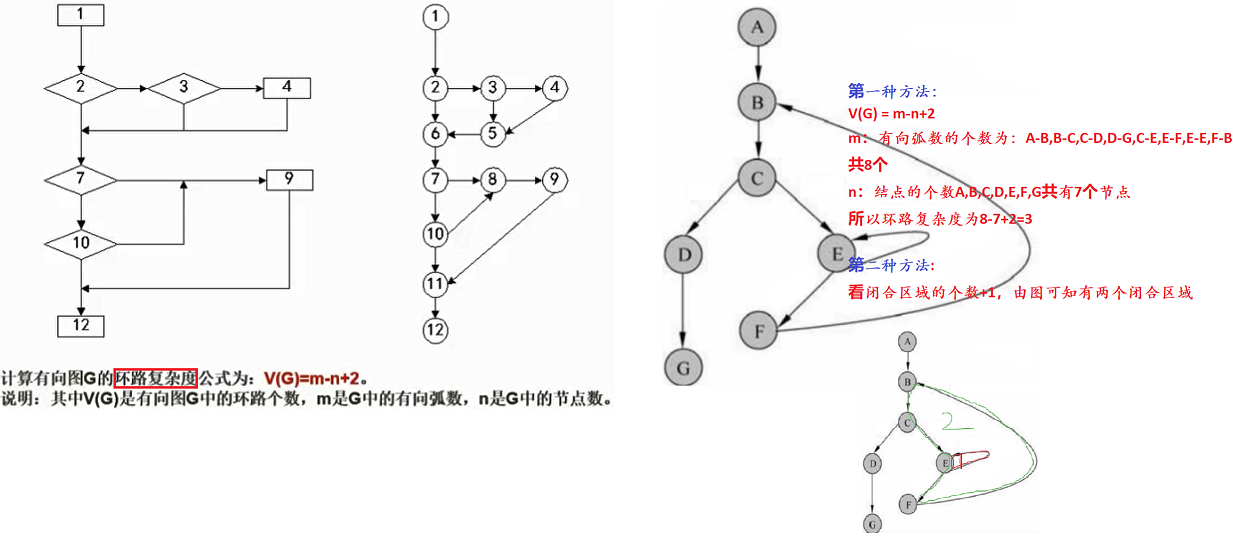 1
2
3
4
7
9
10
12
1
2
3
4
6
5
7
8
9
10
11
12
计算有向图G的环路复杂度公式为：V(G)=m-n+2。
说明：其中V(G)是有向图G中的环路个数，m是G中的有向弧数，n是G中的节点数。
A
B
C
D
E
F
G
第一种方法：
V(G) = m-n+2
m：有向弧数的个数为：A-B,B-C,C-D,D-G,C-E,E-F,E-E,F-B
共8个
n：结点的个数A,B,C,D,E,F,G共有7个节点
所以环路复杂度为8-7+2=3
第二种方法：
看闭合区域的个数+1，由图可知有两个闭合区域
A
B
C
2
D
E
1
F
G